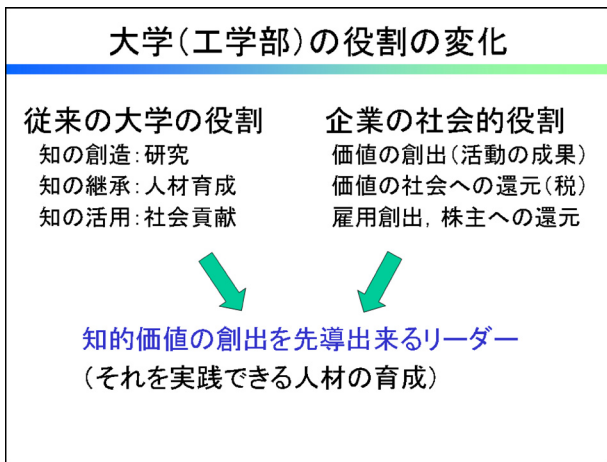 大学(工学部)の役割の変化
従来の大学の役割
知の創造:研究
知の継承:人材育成
知の活用:社会貢献
企業の社会的役割
価値の創出(活動の成果)
価値の社会への還元(税)
雇用創出, 株主への還元
知的価値の創出を先導出来るリーダー
(それを実践できる人材の育成)